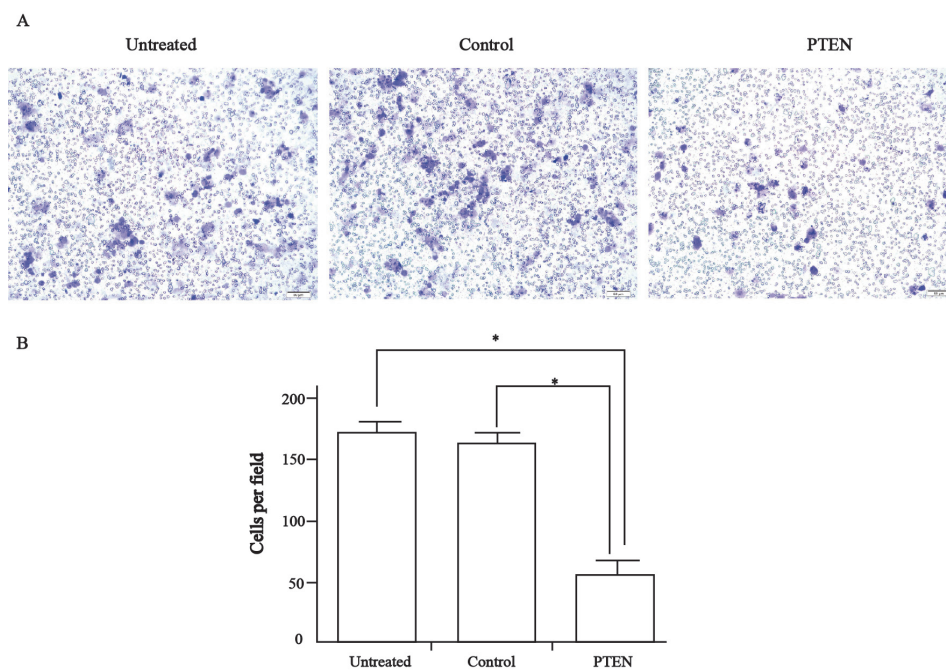 A
Untreated
Control
PTEN
B
*
*
Cells per field
200
150
100
50
0
Untreated
Control
PTEN